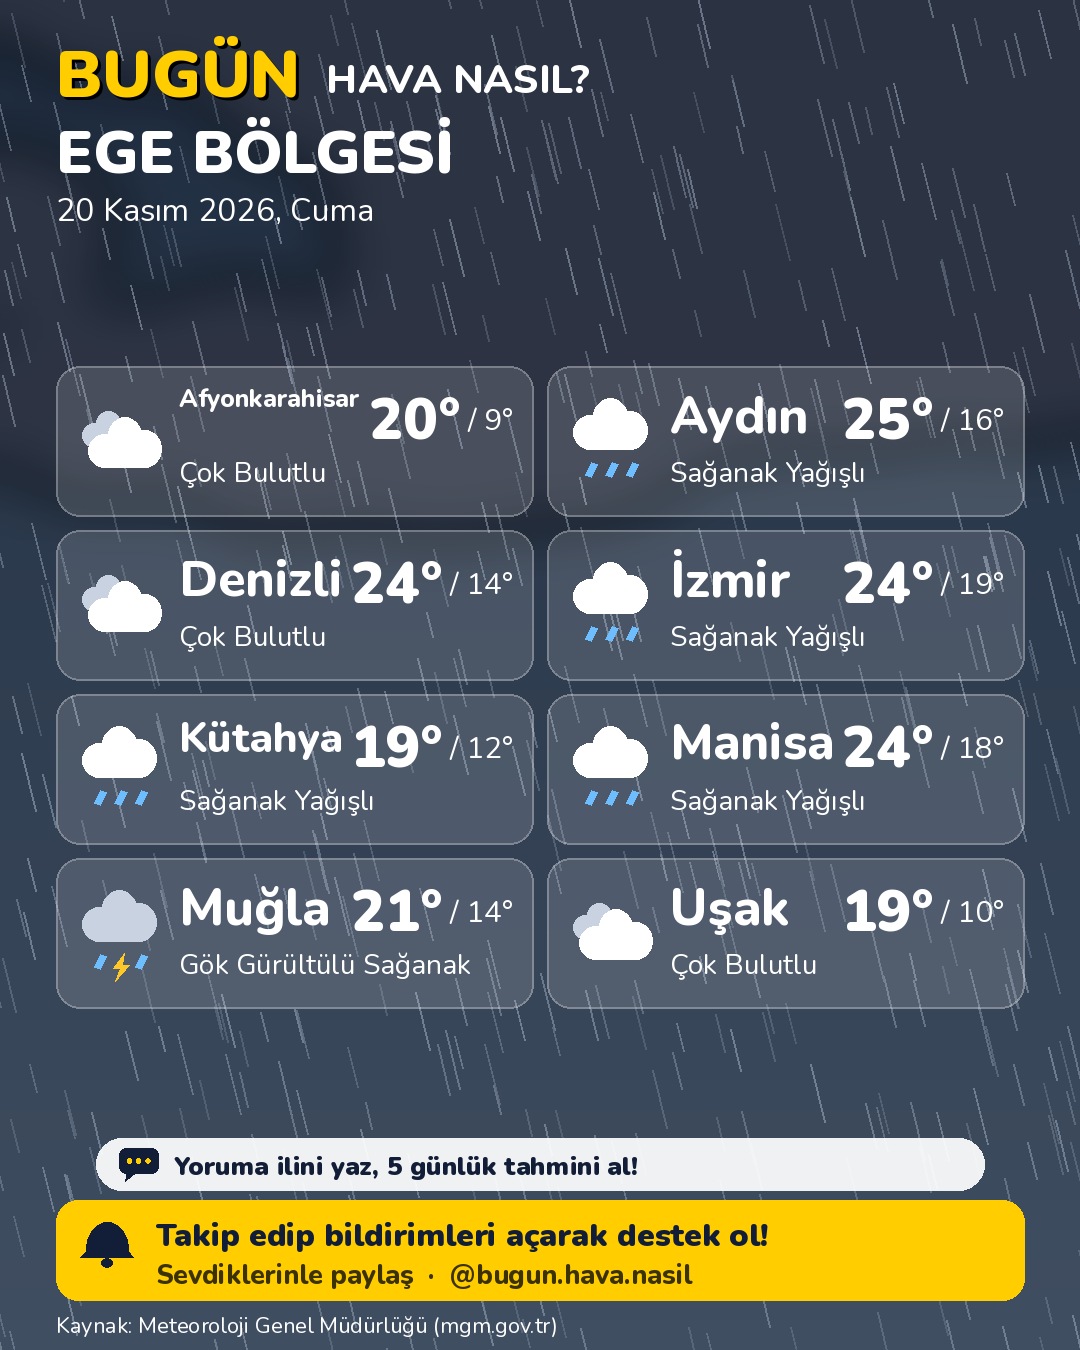 BUGÜN HAVA NASIL?
EGE BÖLGESİ
20 Kasım 2026, Cuma
Afyonkarahisar 20° / 9°
Çok Bulutlu
Aydın 25° / 16°
Sağanak Yağışlı
Denizli 24° / 14°
Çok Bulutlu
İzmir 24° / 19°
Sağanak Yağışlı
Kütahya 19° / 12°
Sağanak Yağışlı
Manisa 24° / 18°
Sağanak Yağışlı
Muğla 21° / 14°
Gök Gürültülü Sağanak
Uşak 19° / 10°
Çok Bulutlu
Yoruma ilini yaz, 5 günlük tahmini al!
Takip edip bildirimleri açarak destek ol!
Sevdiklerinle paylaş · @bugun.hava.nasil
Kaynak: Meteoroloji Genel Müdürlüğü (mgm.gov.tr)